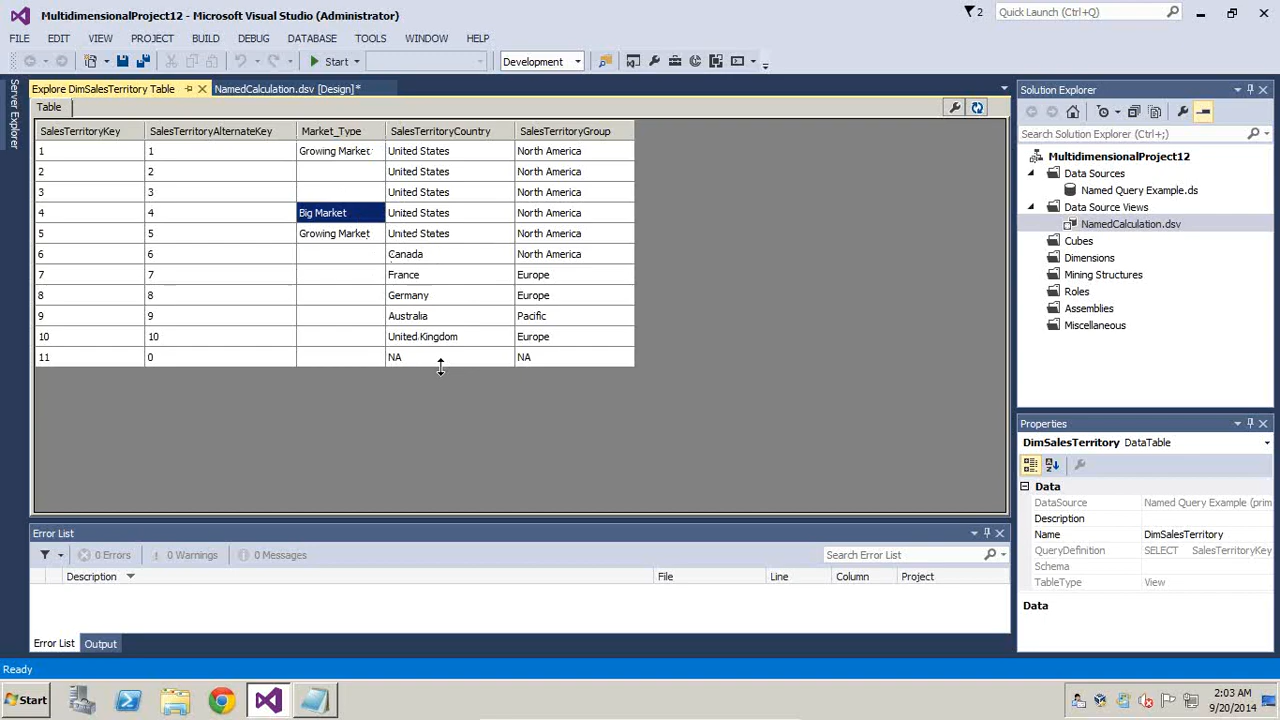 MultidimensionalProject12 - Microsoft Visual Studio (Administrator)
2
Quick Launch (Ctrl+;)
FILE EDIT VIEW PROJECT BUILD DEBUG DATABASE TOOLS WINDOW HELP
Start Development
Server Explorer
Explore DimSalesTerritory Table NamedCalculation.dsv [Design]*
Table
SalesTerritoryKey SalesTerritoryAlternateKey Market_Type SalesTerritoryCountry SalesTerritoryGroup
1 1 Growing Market United States North America
2 2 United States North America
3 3 United States North America
4 4 Big Market United States North America
5 5 Growing Market United States North America
6 6 Canada North America
7 7 France Europe
8 8 Germany Europe
9 9 Australia Pacific
10 10 United Kingdom Europe
11 0 NA NA
Solution Explorer
Search Solution Explorer (Ctrl+;)
MultidimensionalProject12
Data Sources
Named Query Example.ds
Data Source Views
NamedCalculation.dsv
Cubes
Dimensions
Mining Structures
Roles
Assemblies
Miscellaneous
Properties
DimSalesTerritory DataTable
Data
DataSource Named Query Example (prim
Description
Name DimSalesTerritory
QueryDefinition SELECT SalesTerritoryKey
Schema
TableType View
Data
Error List
0 Errors 0 Warnings 0 Messages Search Error List
Description File Line Column Project
Error List Output
Ready
Start
2:03 AM
9/20/2014